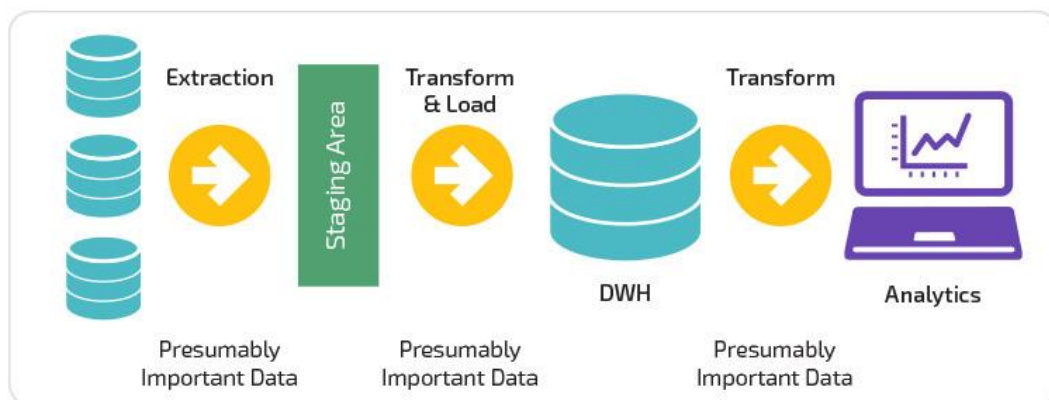 Extraction
Staging Area
Transform
& Load
Transform
DWH
Analytics
Presumably
Important Data
Presumably
Important Data
Presumably
Important Data